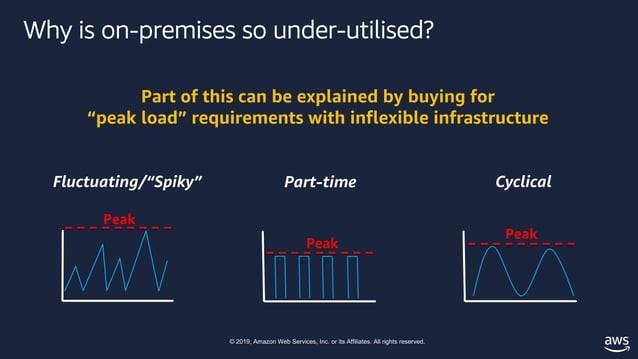 Why is on-premises so under-utilised?
Part of this can be explained by buying for
“peak load” requirements with inflexible infrastructure
Fluctuating/“Spiky”
Part-time
Cyclical
Peak
Peak
Peak
© 2019, Amazon Web Services, Inc. or its Affiliates. All rights reserved.
aws